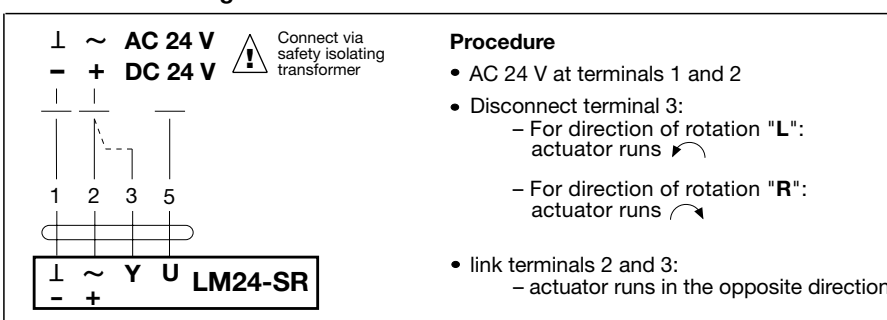 ⊥ ~ AC 24 V
− + DC 24 V
Connect via
safety isolating
transformer
1 2 3 5
⊥ ~ Y U LM24-SR
− +
Procedure
• AC 24 V at terminals 1 and 2
• Disconnect terminal 3:
– For direction of rotation "L":
actuator runs
– For direction of rotation "R":
actuator runs
• link terminals 2 and 3:
– actuator runs in the opposite direction